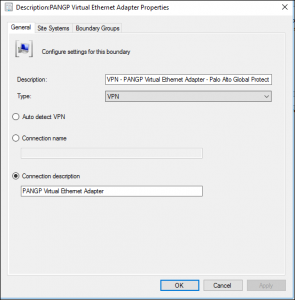 Description:PANGP Virtual Ethernet Adapter Properties
General
Site Systems
Boundary Groups
Configure settings for this boundary
Description:
VPN - PANGP Virtual Ethernet Adapter - Palo Alto Global Protect
Type:
VPN
Auto detect VPN
Connection name
Connection description
PANGP Virtual Ethernet Adapter
OK
Cancel
Apply